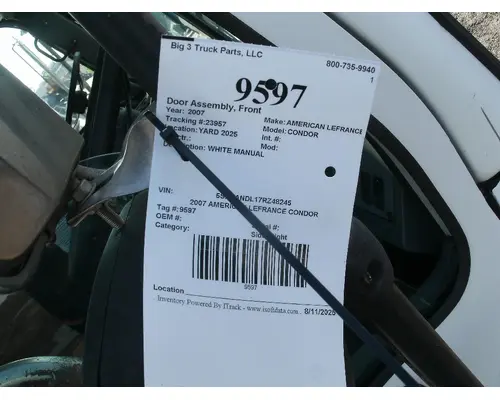 Big 3 Truck Parts, LLC
800-735-9940
1
9597
Door Assembly, Front
Year: 2007
Make: AMERICAN LEFRANCE
Tracking #:23957
Model: CONDOR
Location: YARD 2025
Int. #:
Mod:
Description: WHITE MANUAL
VIN:
2007 AMERICAN LEFRANCE CONDOR
Tag #: 9597
OEM #:
Category:
9597
Location
Inventory Powered By ITrack - www.isoftdata.com
8/11/2025